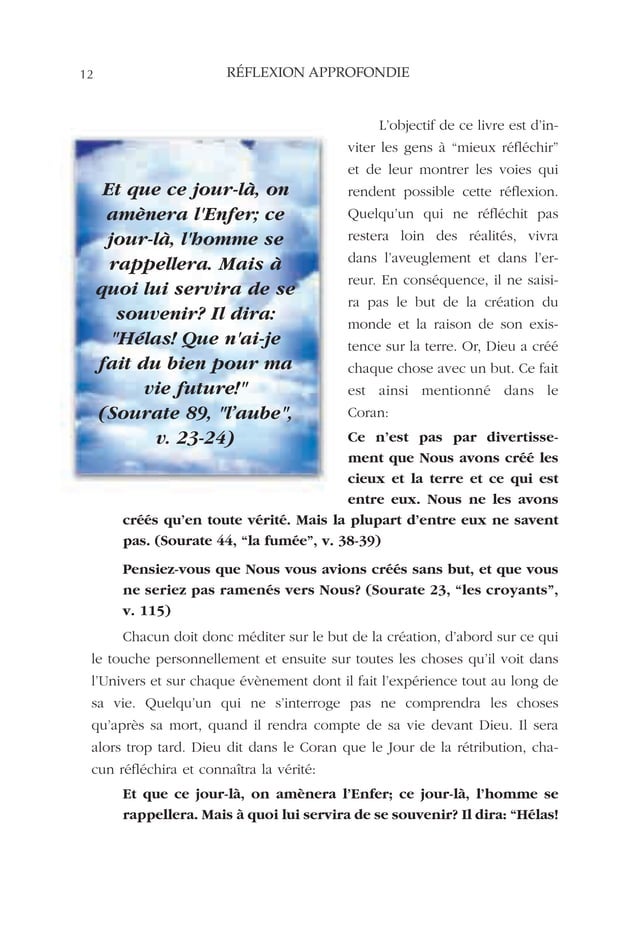 12
RÉFLEXION APPROFONDIE
Et que ce jour-là, on
amènera l'Enfer; ce
jour-là, l'homme se
rappellera. Mais à
quoi lui servira de se
souvenir? Il dira:
"Hélas! Que n'ai-je
fait du bien pour ma
vie future!"
(Sourate 89, "l’aube",
v. 23-24)
L’objectif de ce livre est d’in-
viter les gens à “mieux réfléchir”
et de leur montrer les voies qui
rendent possible cette réflexion.
Quelqu’un qui ne réfléchit pas
restera loin des réalités, vivra
dans l’aveuglement et dans l’er-
reur. En conséquence, il ne saisi-
ra pas le but de la création du
monde et la raison de son exis-
tence sur la terre. Or, Dieu a créé
chaque chose avec un but. Ce fait
est ainsi mentionné dans le
Coran:
Ce n’est pas par divertisse-
ment que Nous avons créé les
cieux et la terre et ce qui est
entre eux. Nous ne les avons
créés qu’en toute vérité. Mais la plupart d’entre eux ne savent
pas. (Sourate 44, “la fumée”, v. 38-39)
Pensiez-vous que Nous vous avions créés sans but, et que vous
ne seriez pas ramenés vers Nous? (Sourate 23, “les croyants”,
v. 115)
Chacun doit donc méditer sur le but de la création, d’abord sur ce qui
le touche personnellement et ensuite sur toutes les choses qu’il voit dans
l’Univers et sur chaque évènement dont il fait l’expérience tout au long de
sa vie. Quelqu’un qui ne s’interroge pas ne comprendra les choses
qu’après sa mort, quand il rendra compte de sa vie devant Dieu. Il sera
alors trop tard. Dieu dit dans le Coran que le Jour de la rétribution, cha-
cun réfléchira et connaîtra la vérité:
Et que ce jour-là, on amènera l’Enfer; ce jour-là, l’homme se
rappellera. Mais à quoi lui servira de se souvenir? Il dira: “Hélas!